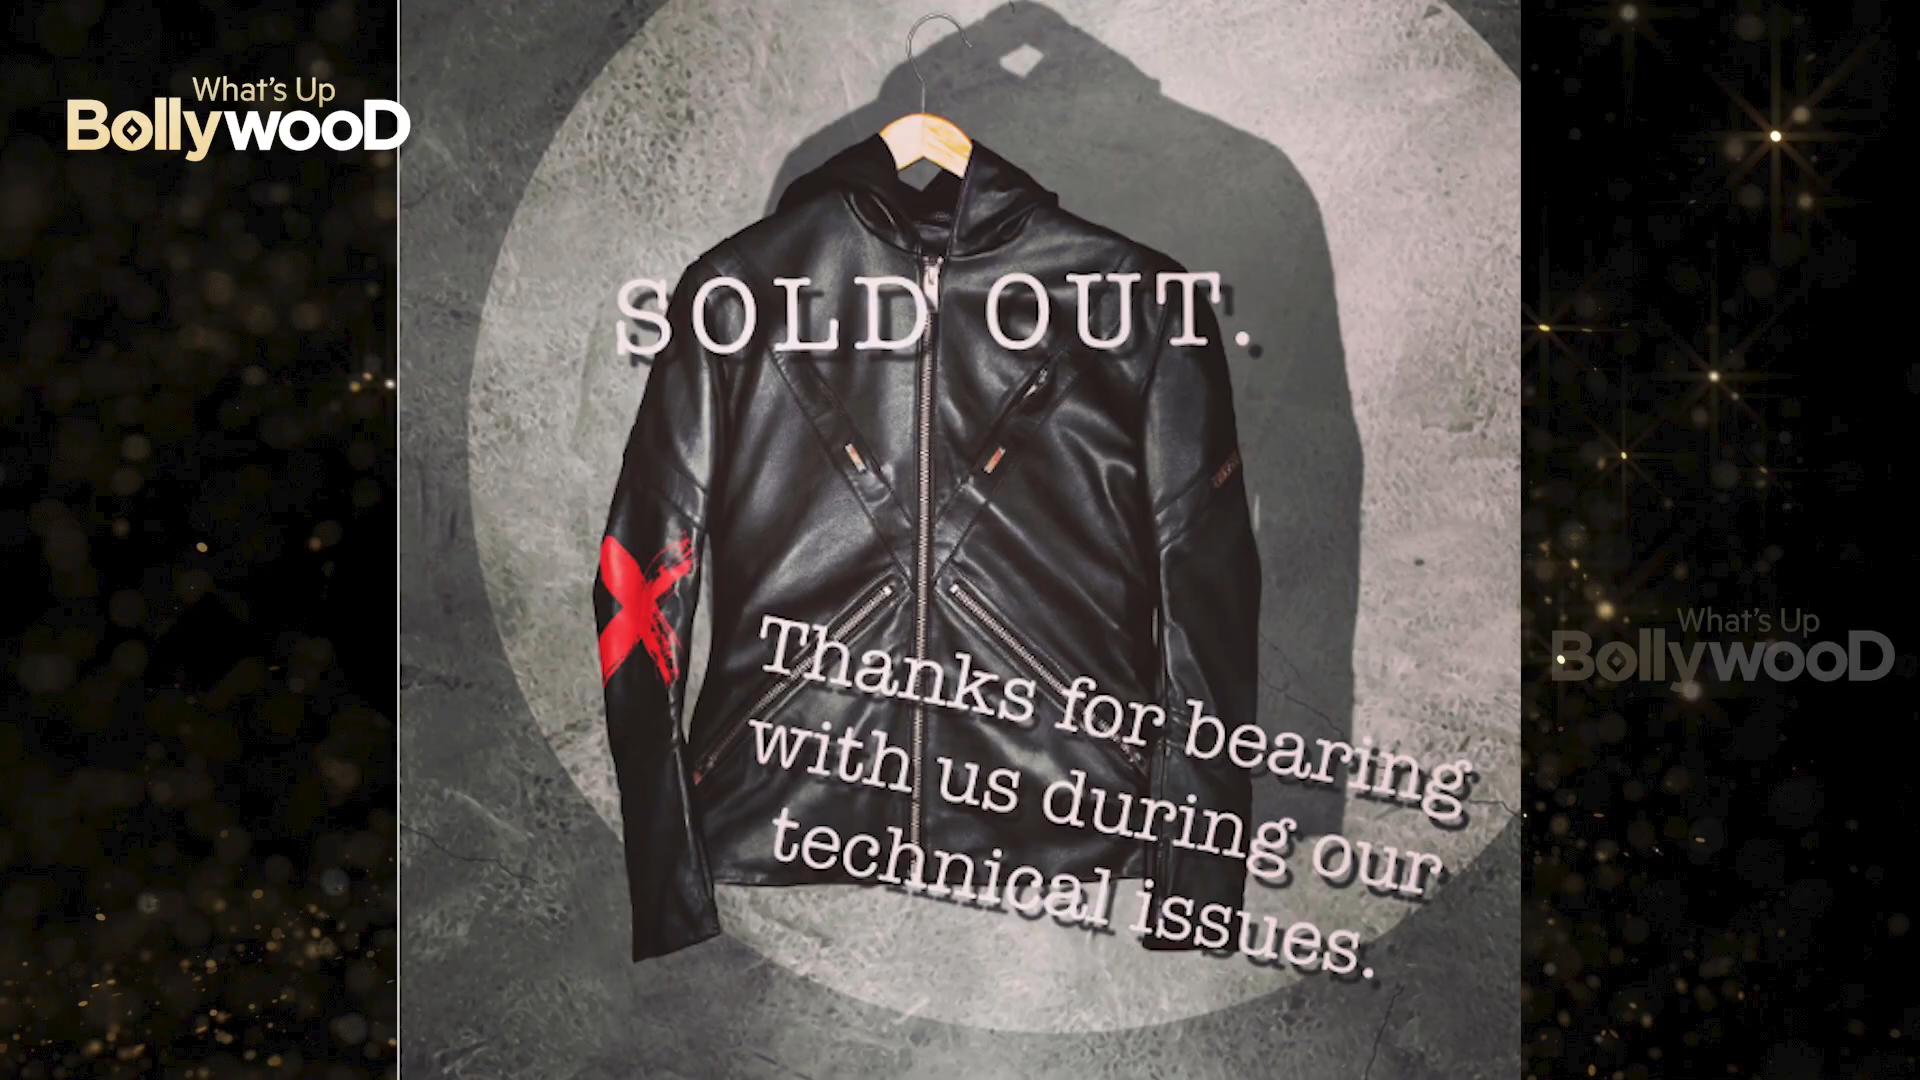 What's Up
BollywooD
SOLD OUT.
Thanks for bearing
with us during our
technical issues.
What's Up
BollywooD